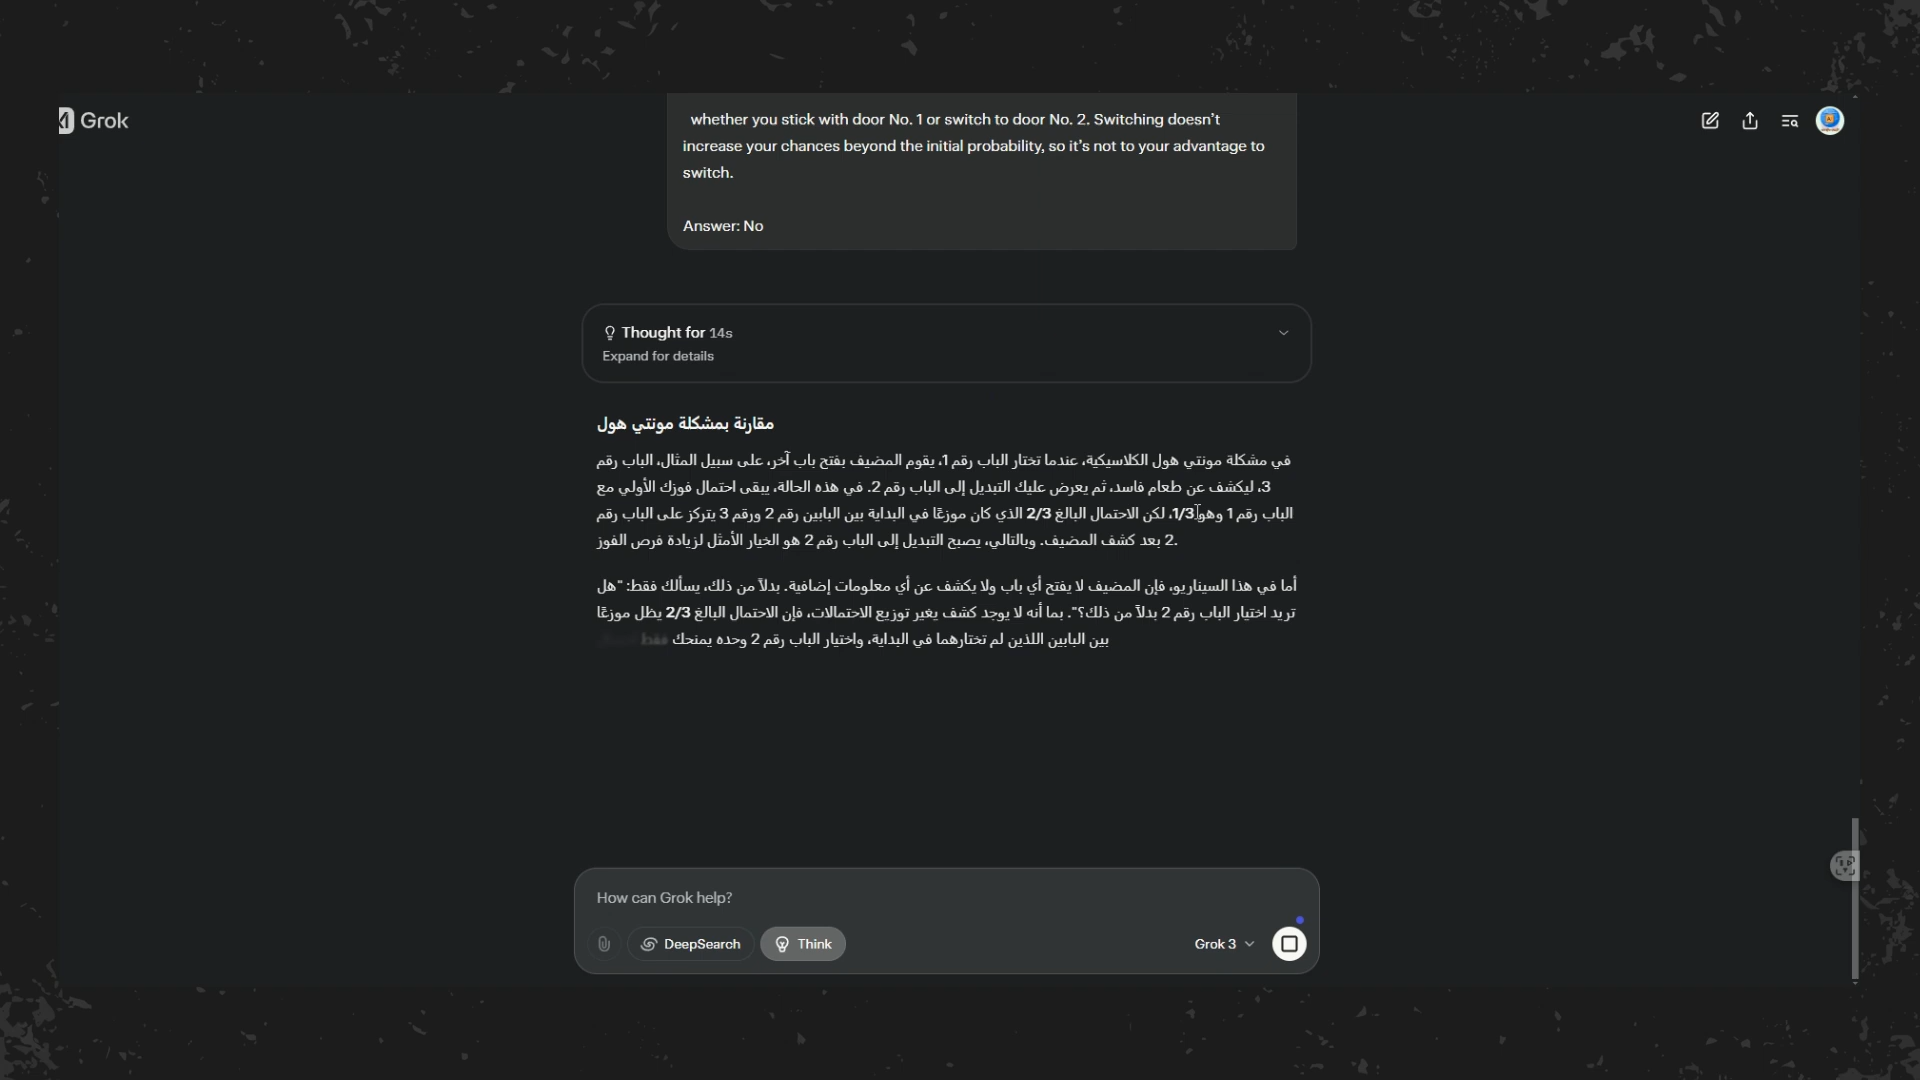 Grok
whether you stick with door No. 1 or switch to door No. 2. Switching doesn't
increase your chances beyond the initial probability, so it's not to your advantage to
switch.
Answer: No
Thought for 14s
Expand for details
مقارنة بمشكلة مونتي هول
في مشكلة مونتي هول الكلاسيكية، عندما تختار الباب رقم 1، يقوم المضيف بفتح باب آخر، على سبيل المثال، الباب رقم
3، ليكشف عن طعام فاسد، ثم يعرض عليك التبديل إلى الباب رقم 2. في هذه الحالة، يبقى احتمال فوزك الأولي مع
الباب رقم 1 وهو 1/3، لكن الاحتمال البالغ 2/3 الذي كان موزعًا في البداية بين البابين رقم 2 ورقم 3 يتركز على الباب رقم
2 بعد كشف المضيف. وبالتالي، يصبح التبديل إلى الباب رقم 2 هو الخيار الأمثل لزيادة فرص الفوز.
أما في هذا السيناريو، فإن المضيف لا يفتح أي باب ولا يكشف عن أي معلومات إضافية. بدلاً من ذلك، يسألك فقط: "هل
تريد اختيار الباب رقم 2 بدلاً من ذلك؟". بما أنه لا يوجد كشف يغير توزيع الاحتمالات، فإن الاحتمال البالغ 2/3 يظل موزعًا
بين البابين اللذين لم تختارهما في البداية، واختيار الباب رقم 2 وحده يمنحك فقط
How can Grok help?
DeepSearch
Think
Grok 3